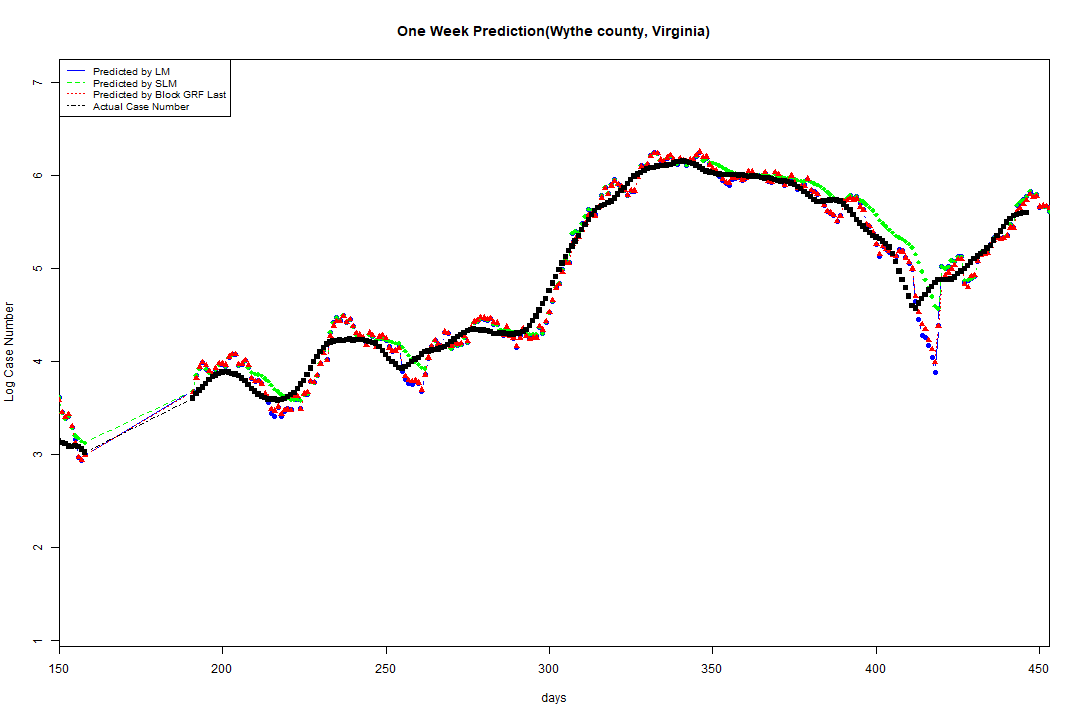 One Week Prediction(Wythe county, Virginia)
Predicted by LM
Predicted by SLM
Predicted by Block GRF Last
Actual Case Number
7
6
5
4
3
2
1
Log Case Number
150 200 250 300 350 400 450
days